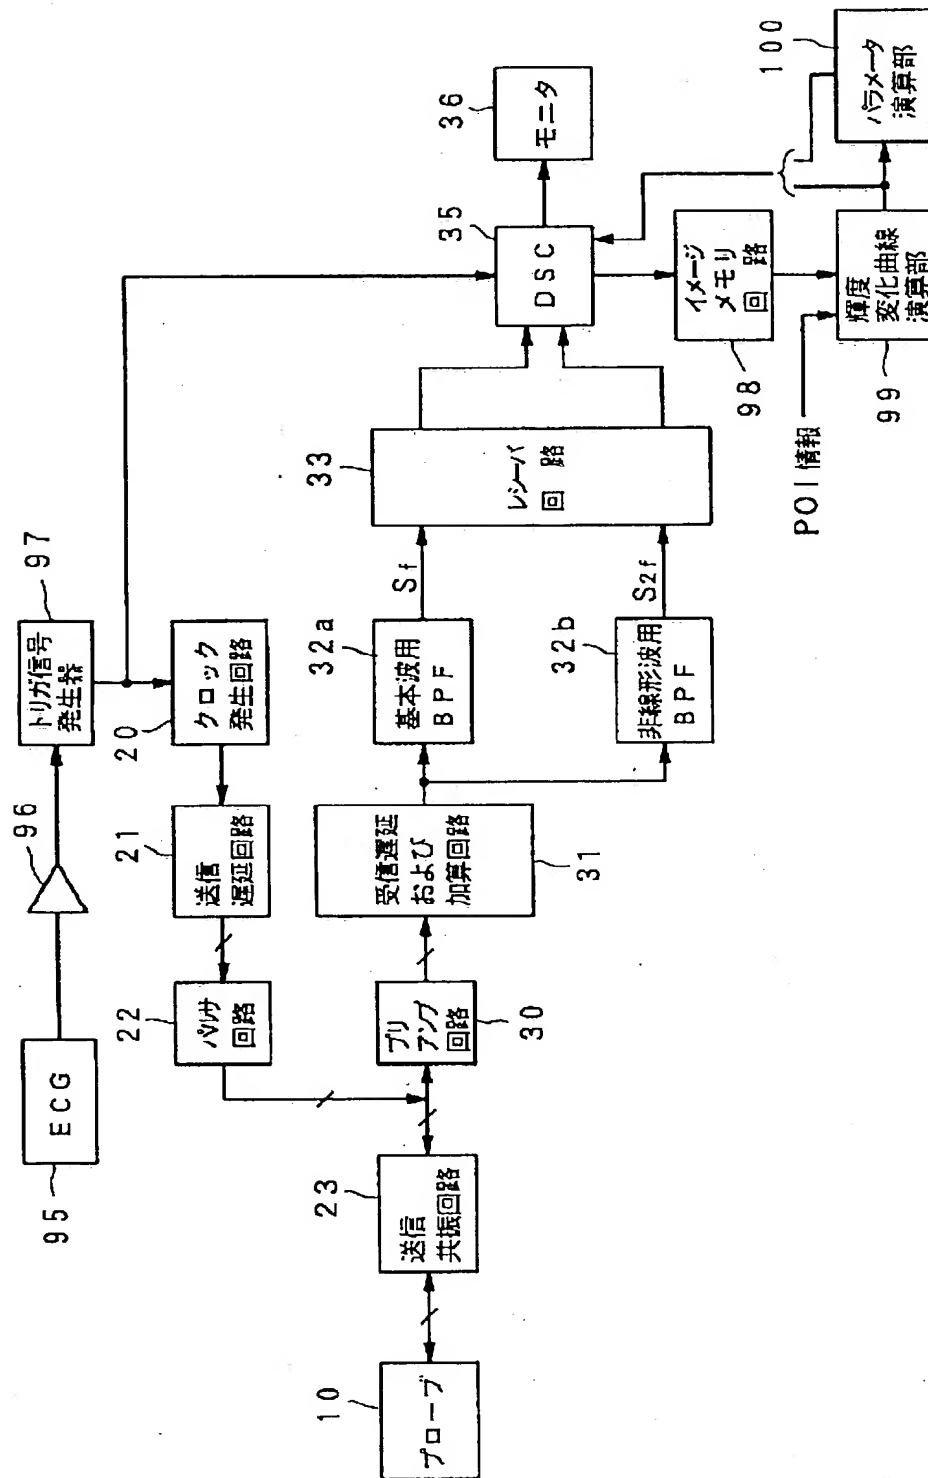 95
ECG
96
97
トリガ信号
発生器
20
クロック
発生回路
21
送信
遅延回路
22
パルサ
回路
10
プローブ
23
送信
共振回路
30
プリ
アンプ
回路
31
受信遅延
および
加算回路
32a
基本波用
BPF
Sf
32b
非線形波用
BPF
S2f
33
レシーバ
回路
35
DSC
36
モニタ
98
イメージ
メモリ
回路
POI情報
99
輝度
変化曲線
演算部
100
パラメータ
演算部